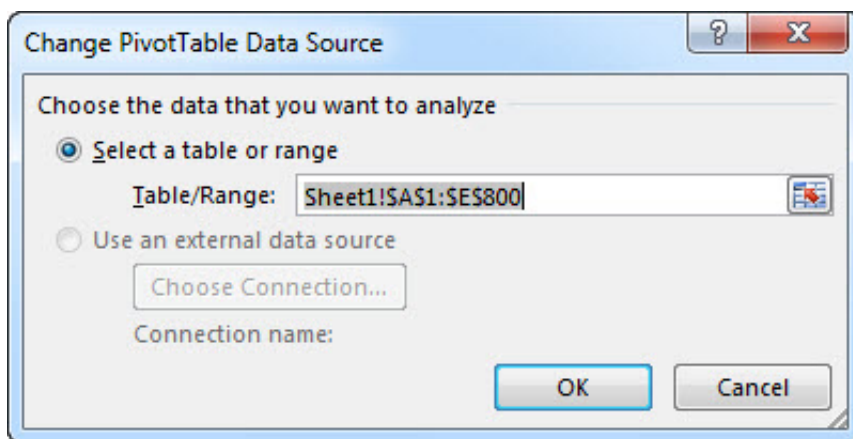 Change PivotTable Data Source
?
X
Choose the data that you want to analyze
Select a table or range
Table/Range: Sheet1!$A$1:$E$800
Use an external data source
Choose Connection...
Connection name:
OK Cancel